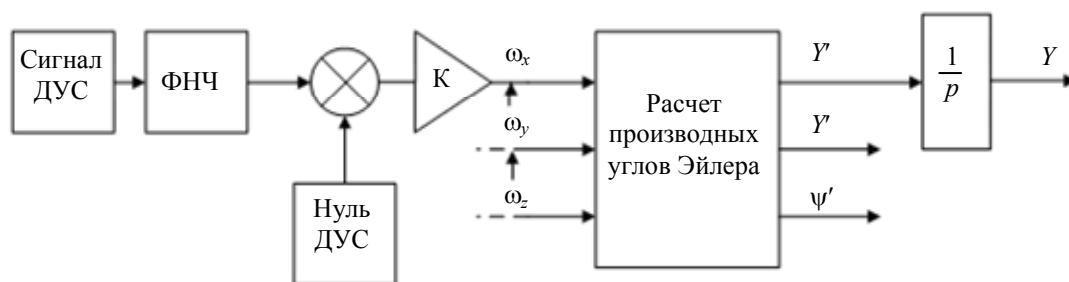 Сигнал
ДУС
ФНЧ
К
ωx
ωy
ωz
Нуль
ДУС
Расчет
производных
углов Эйлера
Y′
Y′
ψ′
1
p
Y